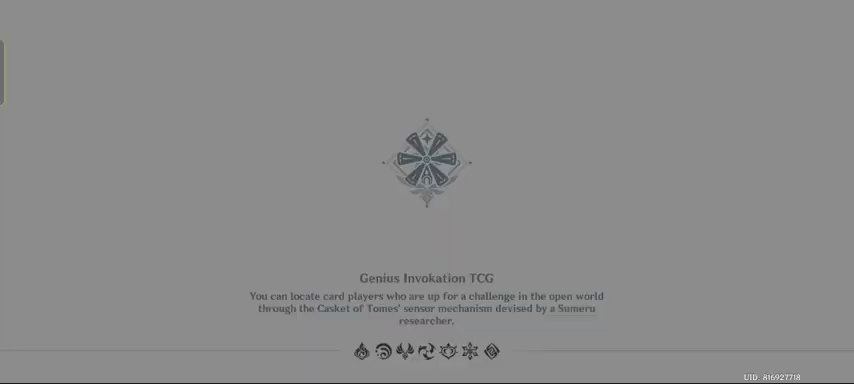 Genius Invokation TCG
You can locate card players who are up for a challenge in the open world
through the Casket of Tomes' sensor mechanism devised by a Sumeru
researcher.
UID: 816927718